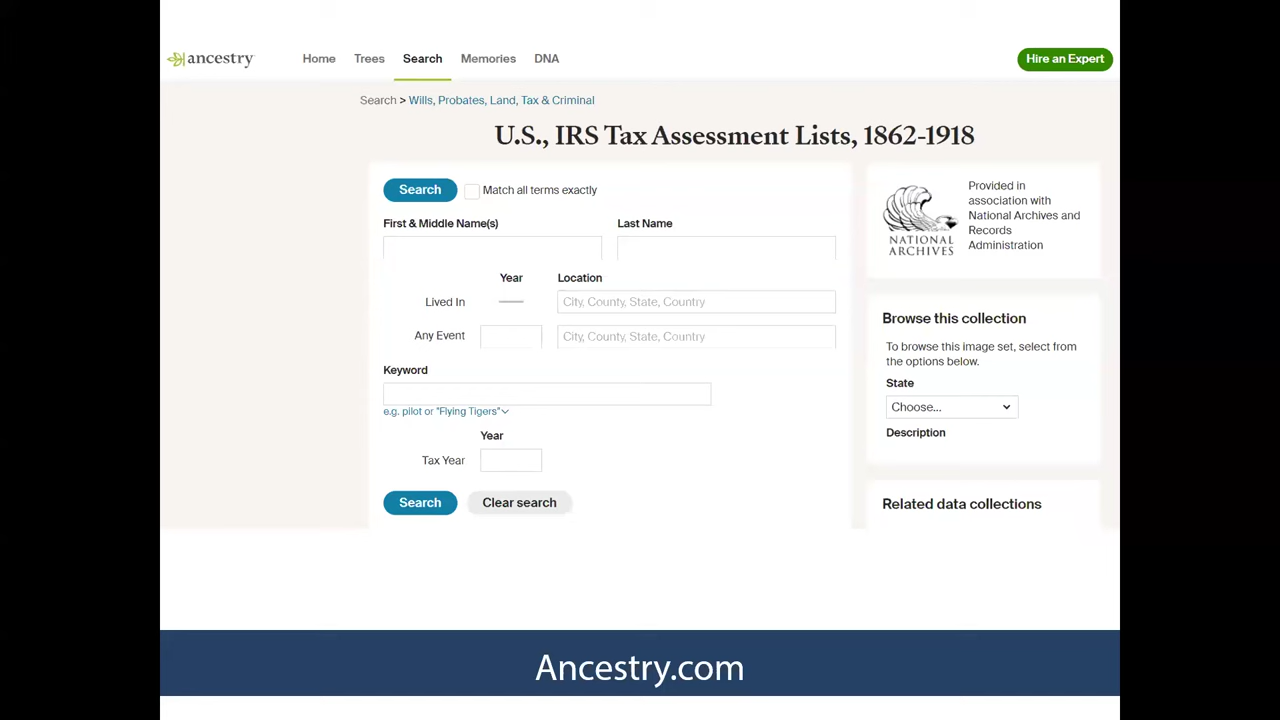 ancestry
Home Trees Search Memories DNA
Hire an Expert
Search > Wills, Probates, Land, Tax & Criminal
U.S., IRS Tax Assessment Lists, 1862-1918
Search Match all terms exactly
First & Middle Name(s) Last Name
Year Location
Lived In City, County, State, Country
Any Event City, County, State, Country
Keyword
e.g. pilot or "Flying Tigers"
Year
Tax Year
Search Clear search
NATIONAL
ARCHIVES
Provided in
association with
National Archives and
Records
Administration
Browse this collection
To browse this image set, select from
the options below.
State
Choose...
Description
Related data collections
Ancestry.com